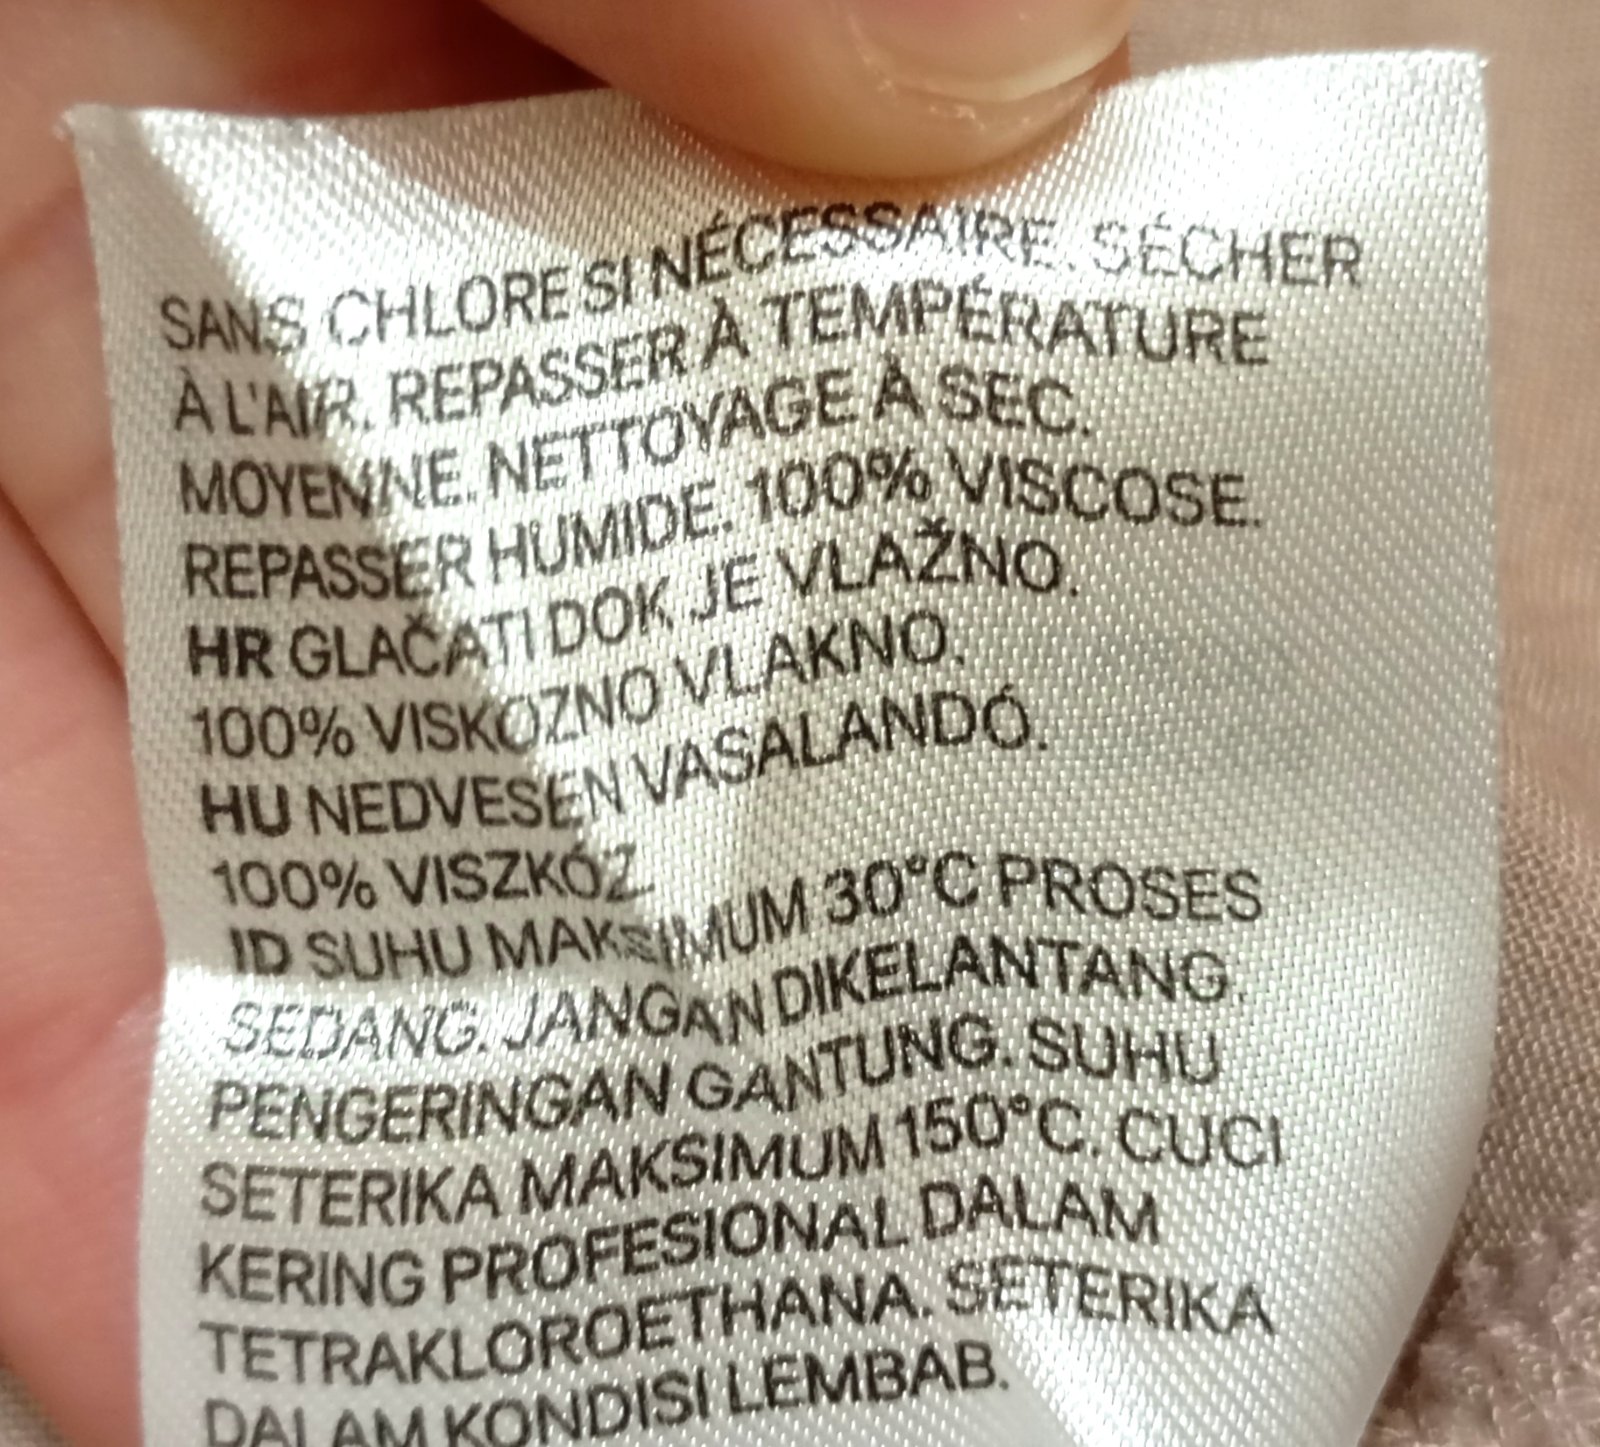 SANS CHLORE SI NÉCESSAIRE. SÉCHER
À L'AIR. REPASSER À TEMPÉRATURE
MOYENNE. NETTOYAGE À SEC.
REPASSER HUMIDE. 100% VISCOSE.
HR GLAČATI DOK JE VLAŽNO.
100% VISKOZNO VLAKNO.
HU NEDVESEN VASALANDÓ.
100% VISZKÓZ
ID SUHU MAKSIMUM 30°C PROSES
SEDANG. JANGAN DIKELANTANG.
PENGERINGAN GANTUNG. SUHU
SETERIKA MAKSIMUM 150°C. CUCI
KERING PROFESIONAL DALAM
TETRAKLOROETHANA. SETERIKA
DALAM KONDISI LEMBAB.